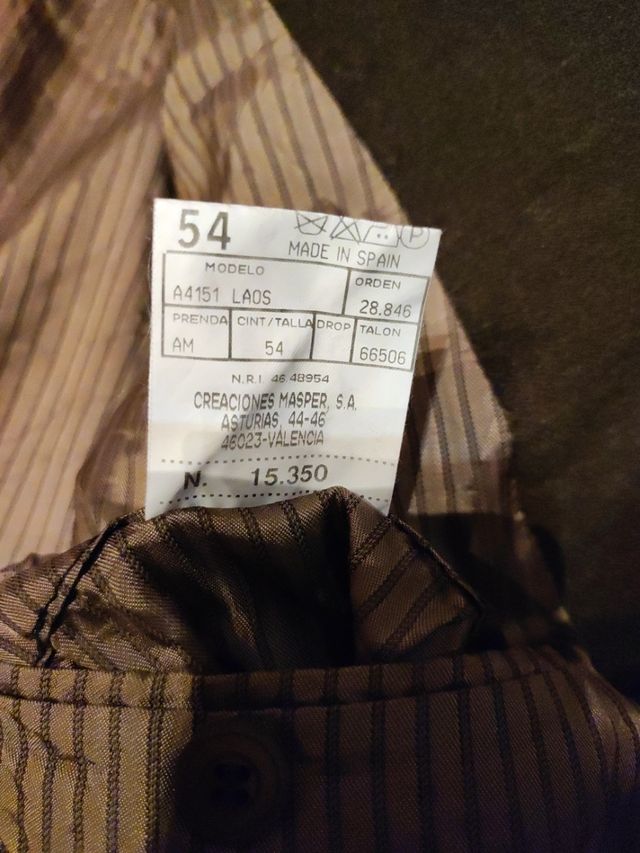 54
MADE IN SPAIN
MODELO
ORDEN
A4151 LAOS
28.846
PRENDA CINT/TALLA DROP TALON
AM 54 66506
N.R.I. 46.48954
CREACIONES MASPER, S.A.
ASTURIAS, 44-46
46023-VALENCIA
N. 15.350